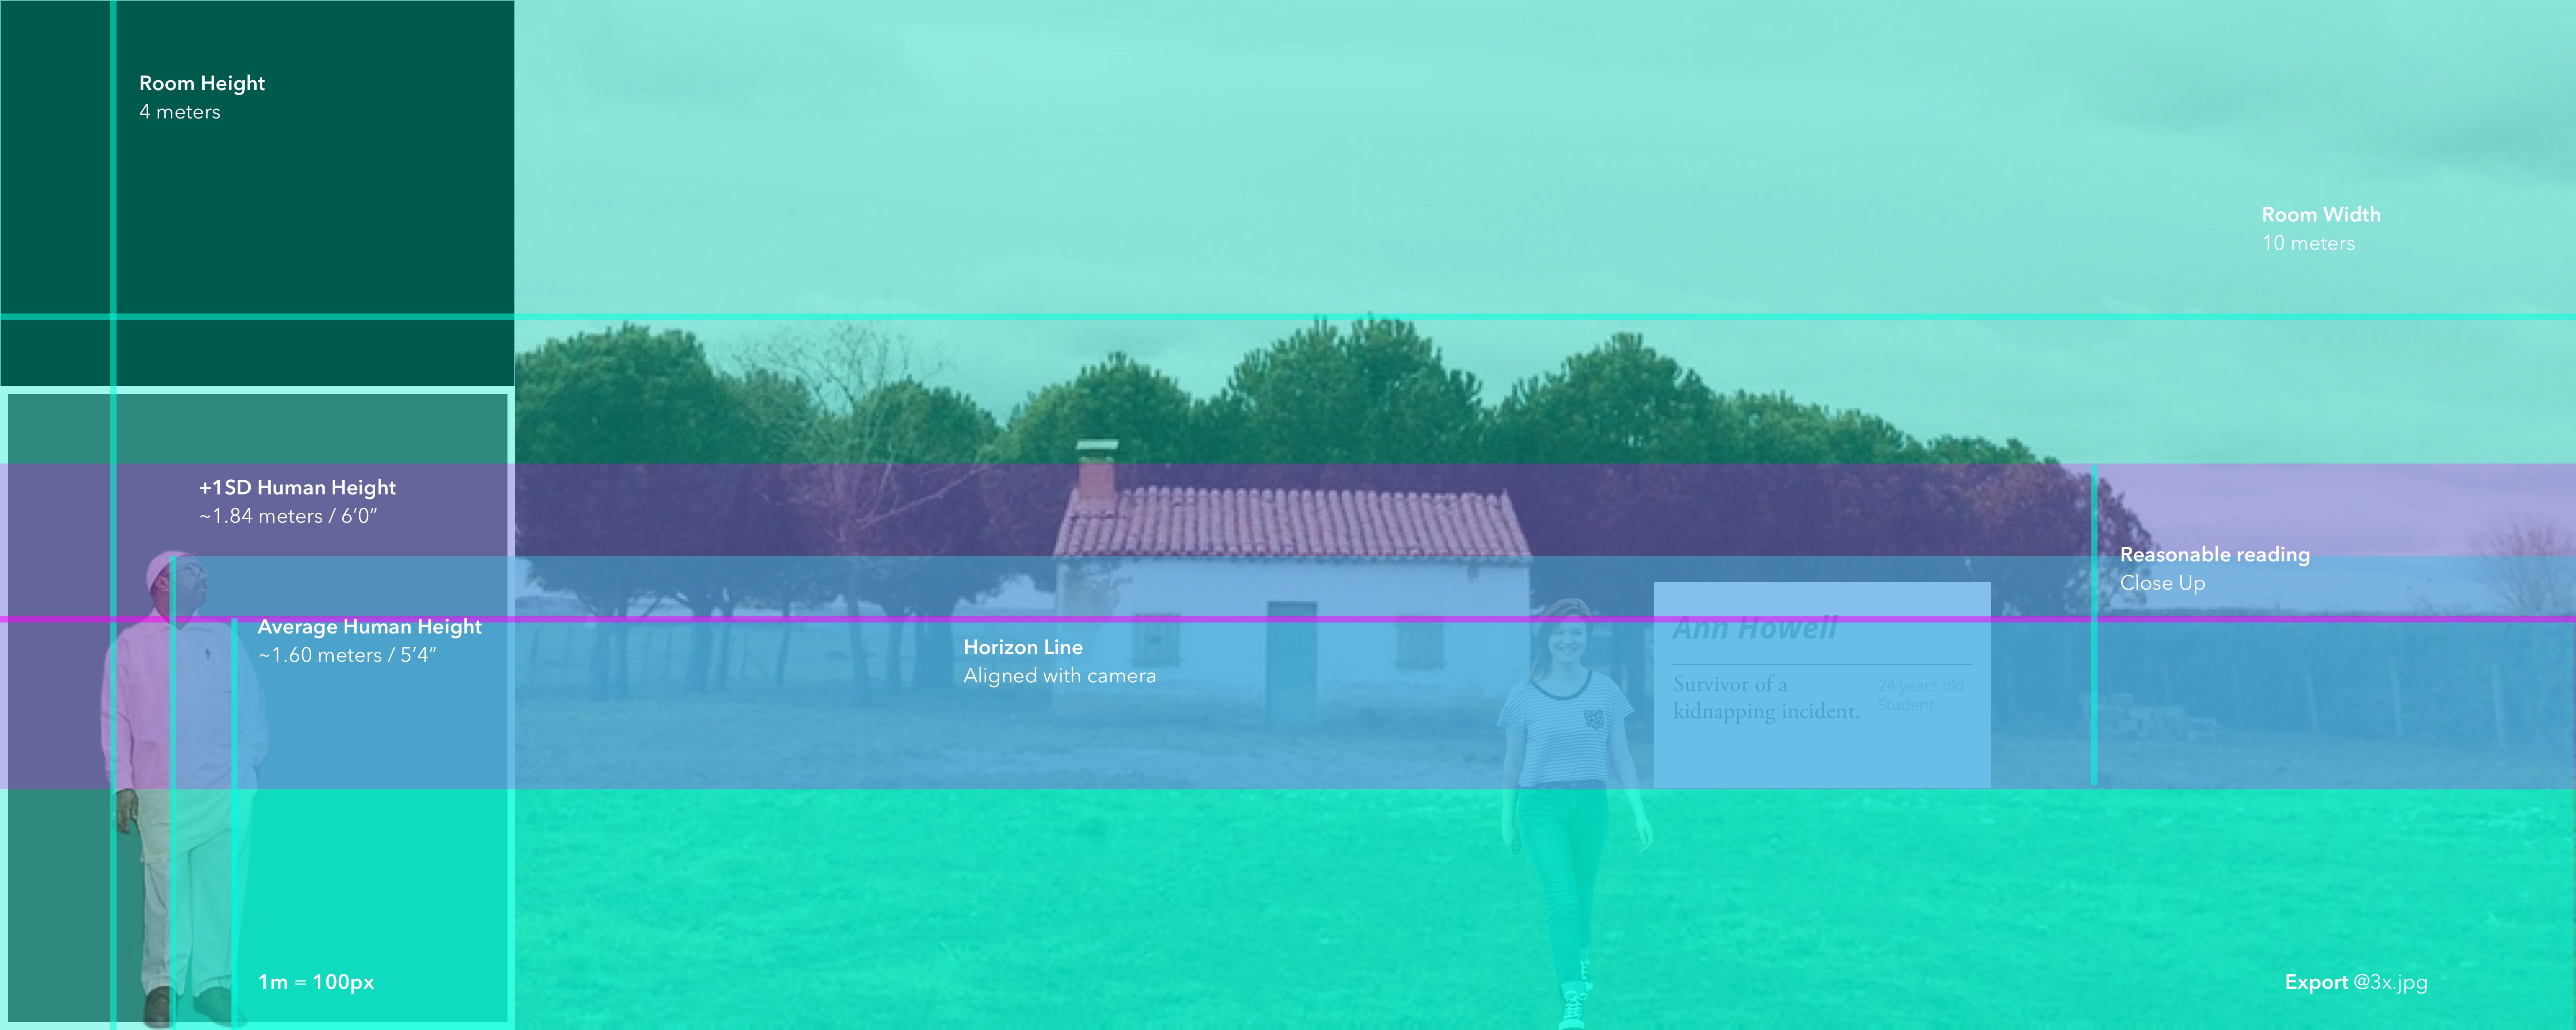 Room Height
4 meters
Room Width
10 meters
+1SD Human Height
~1.84 meters / 6’0”
Reasonable reading
Close Up
Average Human Height
~1.60 meters / 5’4”
Horizon Line
Aligned with camera
Ann Howell
Survivor of a
kidnapping incident.
24 years old
Student
1m = 100px
Export @3x.jpg